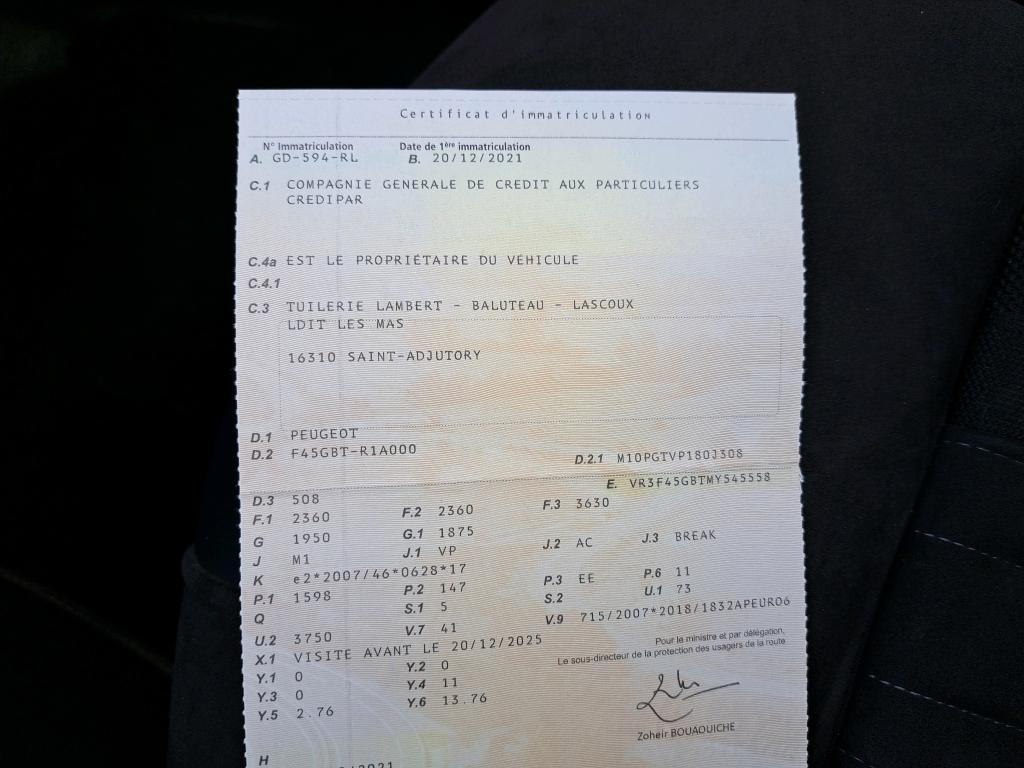 Certificat d'immatriculation
N° Immatriculation Date de 1ère immatriculation
A. GD-594-RL B. 20/12/2021
C.1 COMPAGNIE GENERALE DE CREDIT AUX PARTICULIERS
CREDIPAR
C.4a EST LE PROPRIÉTAIRE DU VÉHICULE
C.4.1
C.3 TUILERIE LAMBERT - BALUTEAU - LASCOUX
LDIT LES MAS
16310 SAINT-ADJUTORY
D.1 PEUGEOT
D.2 F45GBT-R1A000 D.2.1 M10PGTVP180J308
E. VR3F45GBTMY545558
D.3 508
F.1 2360 F.2 2360 F.3 3630
G 1950 G.1 1875
J M1 J.1 VP J.2 AC J.3 BREAK
K e2*2007/46*0628*17
P.1 1598 P.2 147 P.3 EE P.6 11
Q S.1 5 S.2 U.1 73
U.2 3750 V.7 41 V.9 715/2007*2018/1832APEURO6
X.1 VISITE AVANT LE 20/12/2025
Y.1 0 Y.2 0
Y.3 0 Y.4 11
Y.5 2.76 Y.6 13.76
Pour le ministre et par délégation,
Le sous-directeur de la protection des usagers de la route
Zoheir BOUAOUICHE
H